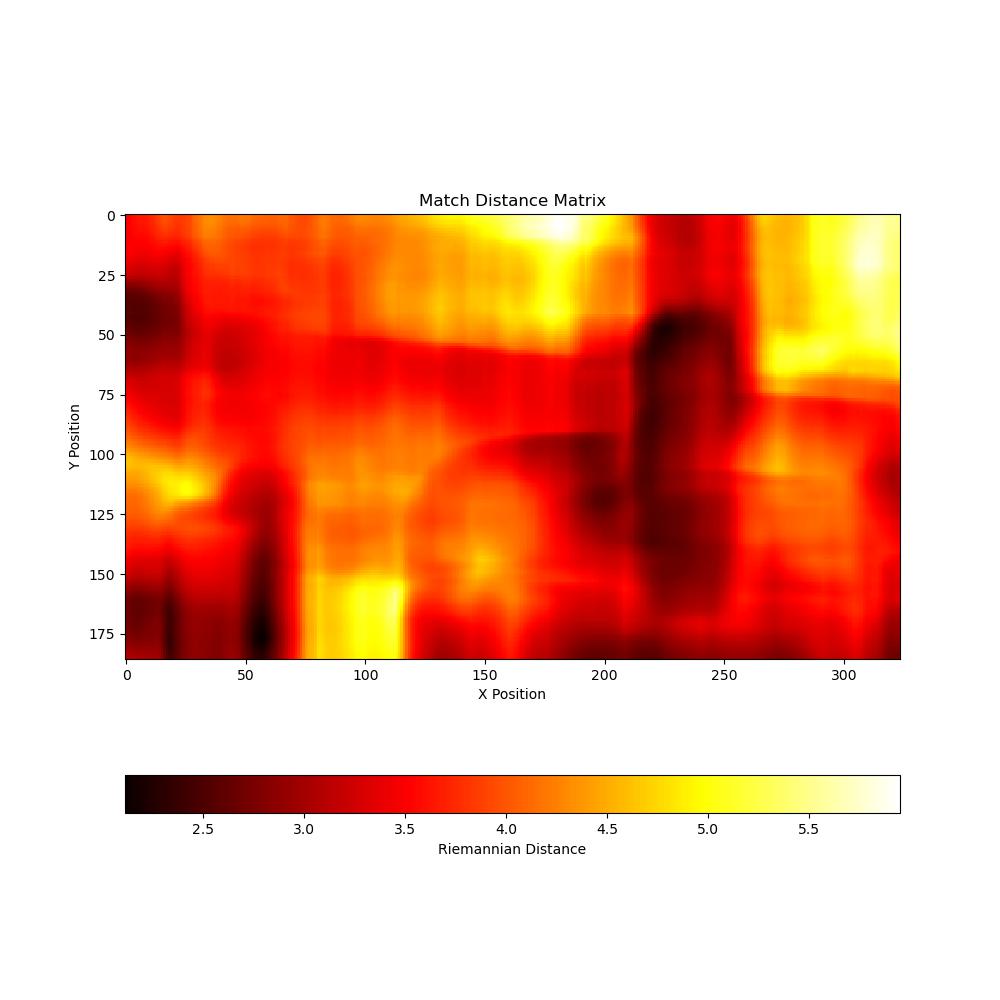 Match Distance Matrix
0
25
50
75
100
125
150
175
Y Position
0 50 100 150 200 250 300
X Position
2.5 3.0 3.5 4.0 4.5 5.0 5.5
Riemannian Distance